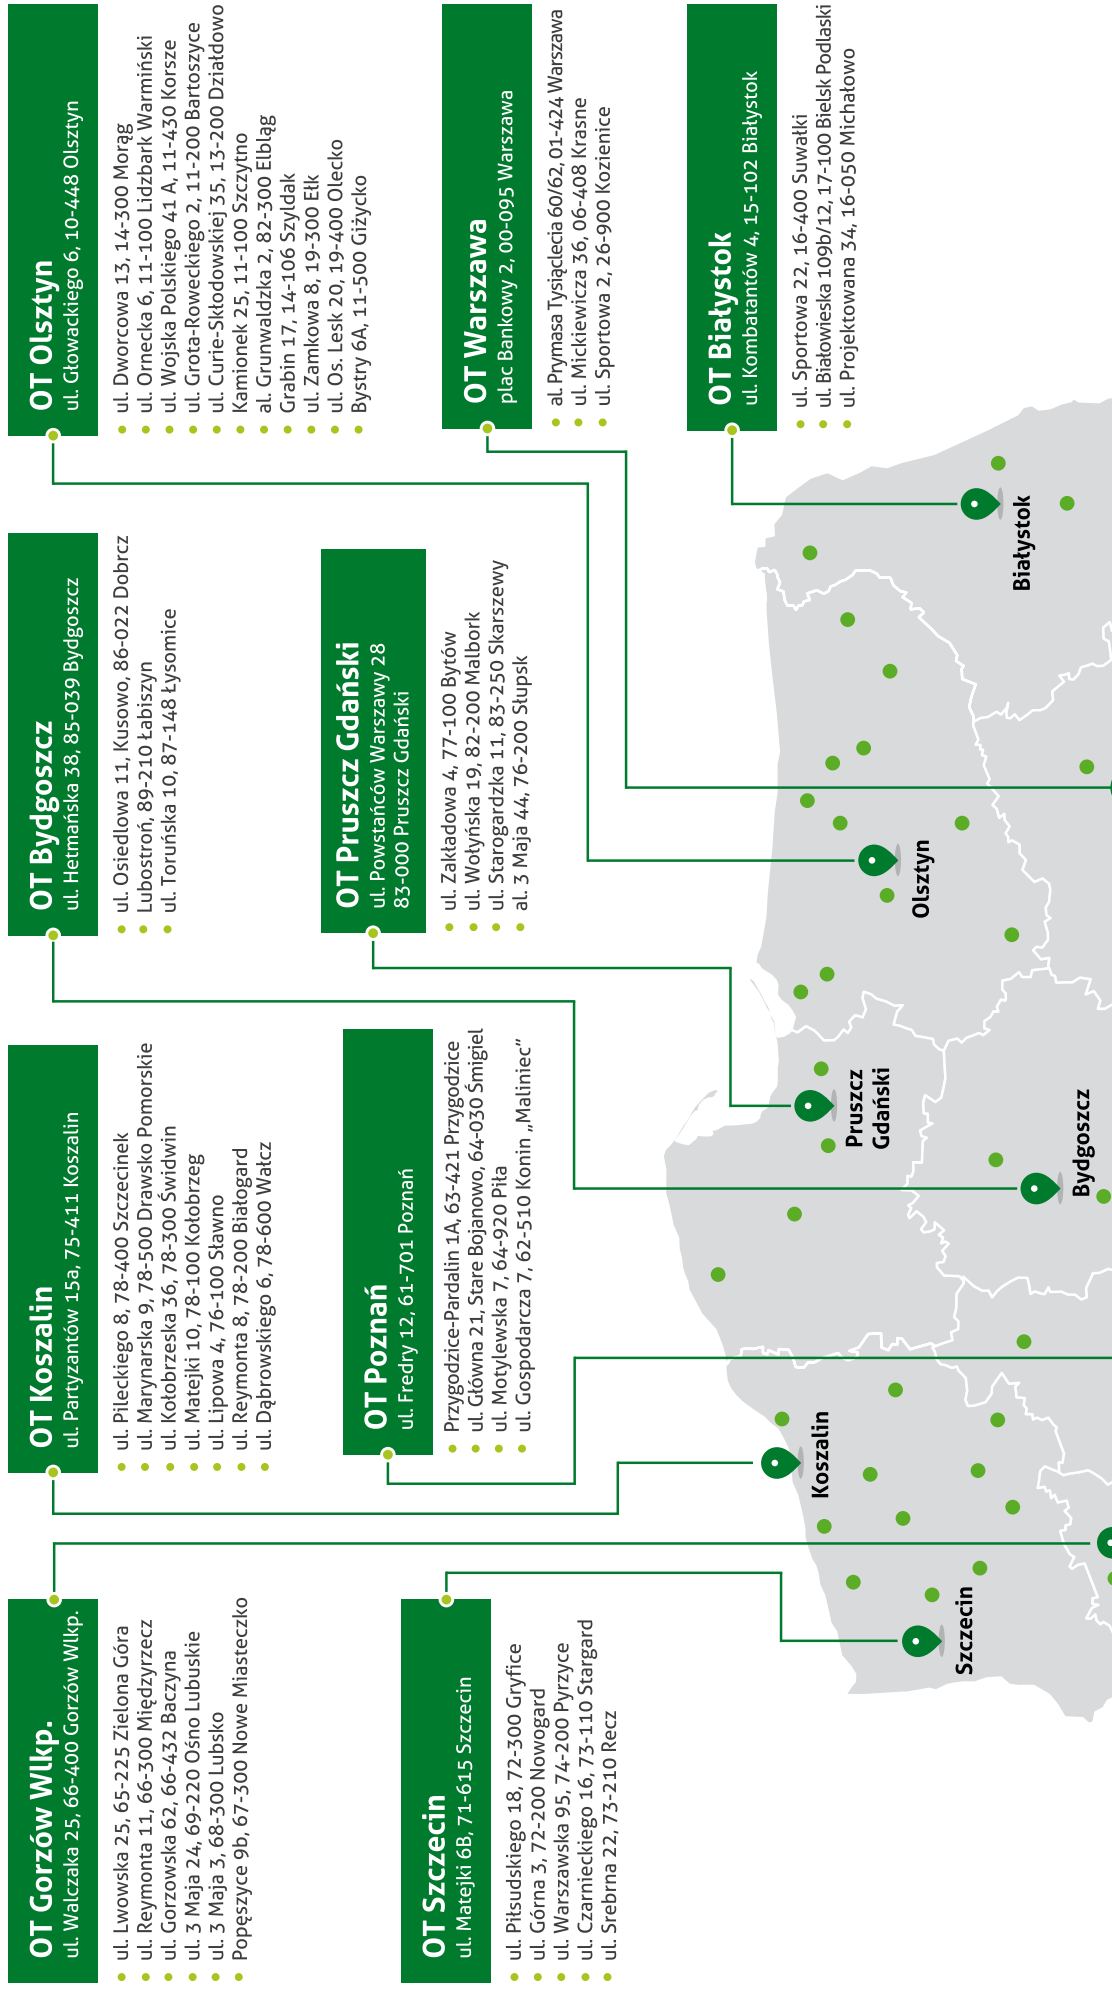 OT Gorzów Wlkp.
ul. Walczaka 25, 66-400 Gorzów Wlkp.
ul. Lwowska 25, 65-225 Zielona Góra
ul. Reymonta 11, 66-300 Międzyrzecz
ul. Gorzowska 62, 66-432 Baczyna
ul. 3 Maja 24, 69-220 Ośno Lubuskie
ul. 3 Maja 3, 68-300 Lubsko
Popęszyce 9b, 67-300 Nowe Miasteczko
OT Koszalin
ul. Partyzantów 15a, 75-411 Koszalin
ul. Pileckiego 8, 78-400 Szczecinek
ul. Marynarska 9, 78-500 Drawsko Pomorskie
ul. Kołobrzeska 36, 78-300 Świdwin
ul. Matejki 10, 78-100 Kołobrzeg
ul. Lipowa 4, 76-100 Sławno
ul. Reymonta 8, 78-200 Białogard
ul. Dąbrowskiego 6, 78-600 Wałcz
OT Bydgoszcz
ul. Hetmańska 38, 85-039 Bydgoszcz
ul. Osiedlowa 11, Kusowo, 86-022 Dobrcz
Lubostroń, 89-210 Łabiszyn
ul. Toruńska 10, 87-148 Łysomice
OT Olsztyn
ul. Głowackiego 6, 10-448 Olsztyn
ul. Dworcowa 13, 14-300 Morąg
ul. Ornecka 6, 11-100 Lidzbark Warmiński
ul. Wojska Polskiego 41 A, 11-430 Korsze
ul. Grota-Roweckiego 2, 11-200 Bartoszyce
ul. Curie-Skłodowskiej 35, 13-200 Działdowo
Kamionek 25, 11-100 Szczytno
al. Grunwaldzka 2, 82-300 Elbląg
Grabin 17, 14-106 Szyldak
ul. Zamkowa 8, 19-300 Ełk
ul. Os. Lesk 20, 19-400 Olecko
Bystry 6A, 11-500 Giżycko
OT Szczecin
ul. Matejki 6B, 71-615 Szczecin
ul. Piłsudskiego 18, 72-300 Gryfice
ul. Górna 3, 72-200 Nowogard
ul. Warszawska 95, 74-200 Pyrzyce
ul. Czarnieckiego 16, 73-110 Stargard
ul. Srebrna 22, 73-210 Recz
OT Poznań
ul. Fredry 12, 61-701 Poznań
Przygodzice-Pardalin 1A, 63-421 Przygodzice
ul. Główna 21, Stare Bojanowo, 64-030 Śmigiel
ul. Motylewska 7, 64-920 Piła
ul. Gospodarcza 7, 62-510 Konin „Maliniec”
OT Pruszcz Gdański
ul. Powstańców Warszawy 28
83-000 Pruszcz Gdański
ul. Zakładowa 4, 77-100 Bytów
ul. Wołyńska 19, 82-200 Malbork
ul. Starogardzka 11, 83-250 Skarszewy
al. 3 Maja 44, 76-200 Słupsk
OT Warszawa
plac Bankowy 2, 00-095 Warszawa
al. Prymasa Tysiąclecia 60/62, 01-424 Warszawa
ul. Mickiewicza 36, 06-408 Krasne
ul. Sportowa 2, 26-900 Kozienice
OT Białystok
ul. Kombatantów 4, 15-102 Białystok
ul. Sportowa 22, 16-400 Suwałki
ul. Białowieska 109b/12, 17-100 Bielsk Podlaski
ul. Projektowana 34, 16-050 Michałowo
Koszalin
Pruszcz
Gdański
Olsztyn
Szczecin
Białystok
Bydgoszcz